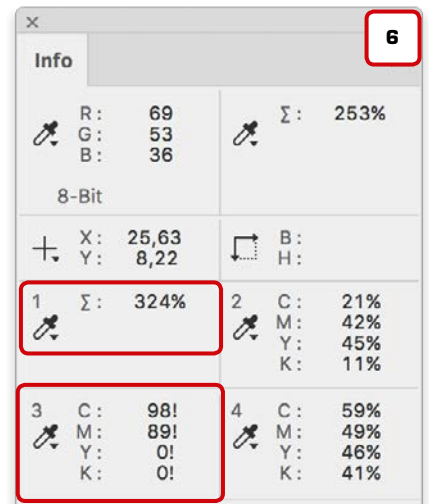 6
Info
R: 69
G: 53
B: 36
8-Bit
Σ: 253%
X: 25,63
Y: 8,22
B:
H:
1 Σ: 324%
2 C: 21%
M: 42%
Y: 45%
K: 11%
3 C: 98!
M: 89!
Y: 0!
K: 0!
4 C: 59%
M: 49%
Y: 46%
K: 41%